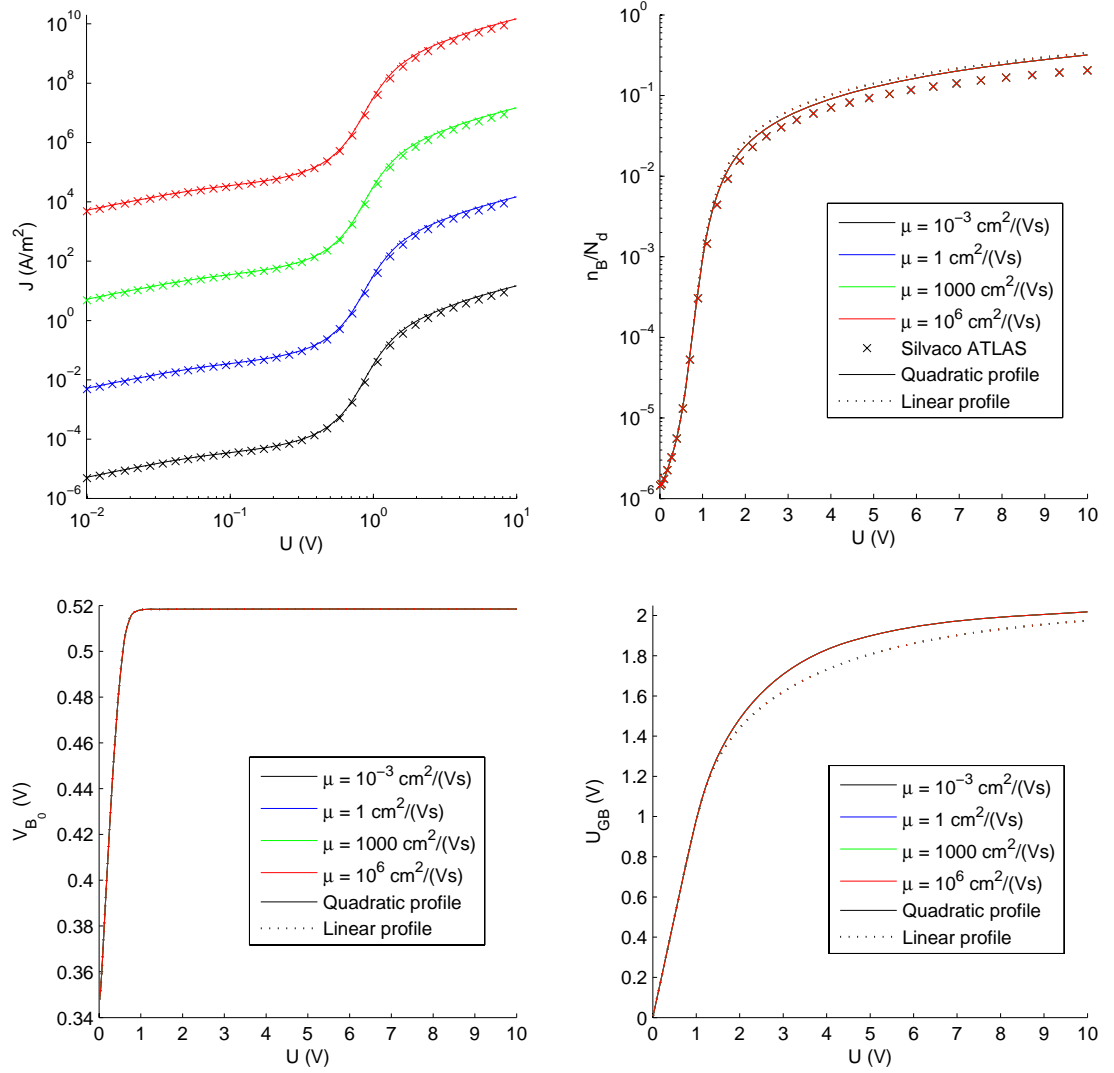 10^10
10^8
10^6
10^4
10^2
10^0
10^−2
10^−4
10^−6
J (A/m^2)
10^−2
10^−1
10^0
10^1
U (V)
10^0
10^−1
10^−2
10^−3
10^−4
10^−5
10^−6
n_B/N_d
0 1 2 3 4 5 6 7 8 9 10
U (V)
μ = 10^−3 cm^2/(Vs)
μ = 1 cm^2/(Vs)
μ = 1000 cm^2/(Vs)
μ = 10^6 cm^2/(Vs)
Silvaco ATLAS
Quadratic profile
Linear profile
0.52
0.5
0.48
0.46
0.44
0.42
0.4
0.38
0.36
0.34
V_B_0 (V)
0 1 2 3 4 5 6 7 8 9 10
U (V)
μ = 10^−3 cm^2/(Vs)
μ = 1 cm^2/(Vs)
μ = 1000 cm^2/(Vs)
μ = 10^6 cm^2/(Vs)
Quadratic profile
Linear profile
2
1.8
1.6
1.4
1.2
1
0.8
0.6
0.4
0.2
0
U_GB (V)
0 1 2 3 4 5 6 7 8 9 10
U (V)
μ = 10^−3 cm^2/(Vs)
μ = 1 cm^2/(Vs)
μ = 1000 cm^2/(Vs)
μ = 10^6 cm^2/(Vs)
Quadratic profile
Linear profile